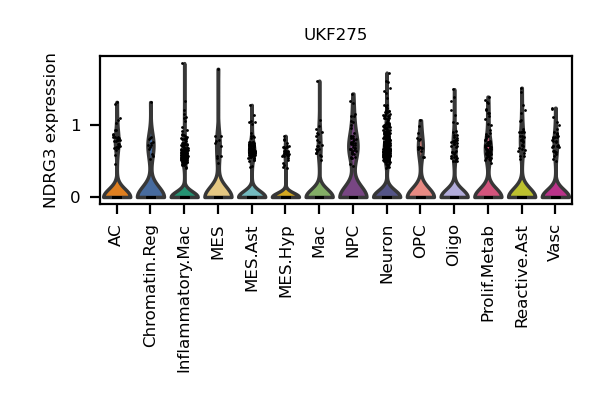 UKF275
NDRG3 expression
1
0
AC
Chromatin.Reg
Inflammatory.Mac
MES
MES.Ast
MES.Hyp
Mac
NPC
Neuron
OPC
Oligo
Prolif.Metab
Reactive.Ast
Vasc